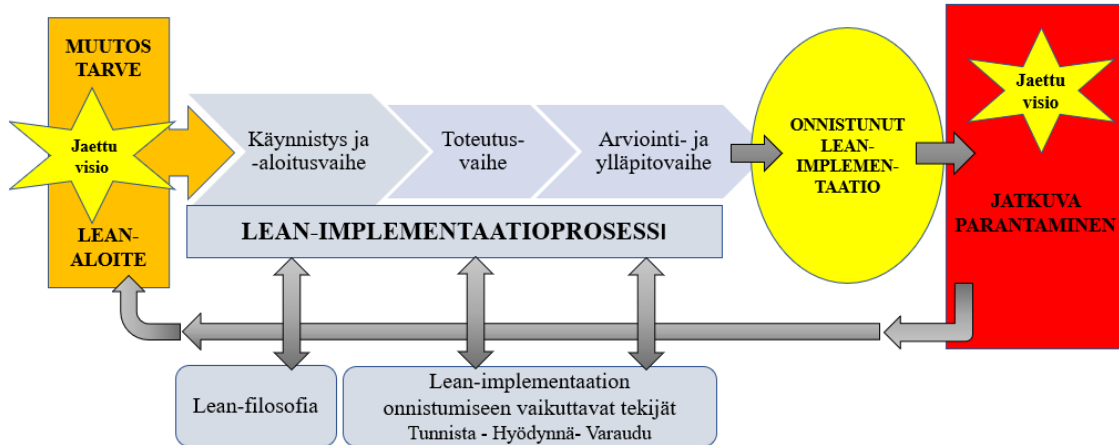 MUUTOS
TARVE
Jaettu
visio
LEAN-
ALOITE
Käynnistys ja
-aloitusvaihe
Toteutus-
vaihe
Arviointi- ja
ylläpitovaihe
LEAN-IMPLEMENTAATIOPROSESSI
ONNISTUNUT
LEAN-
IMPLEMEN-
TAATIO
Jaettu
visio
JATKUVA
PARANTAMINEN
Lean-filosofia
Lean-implementaation
onnistumiseen vaikuttavat tekijät
Tunnista - Hyödynnä- Varaudu